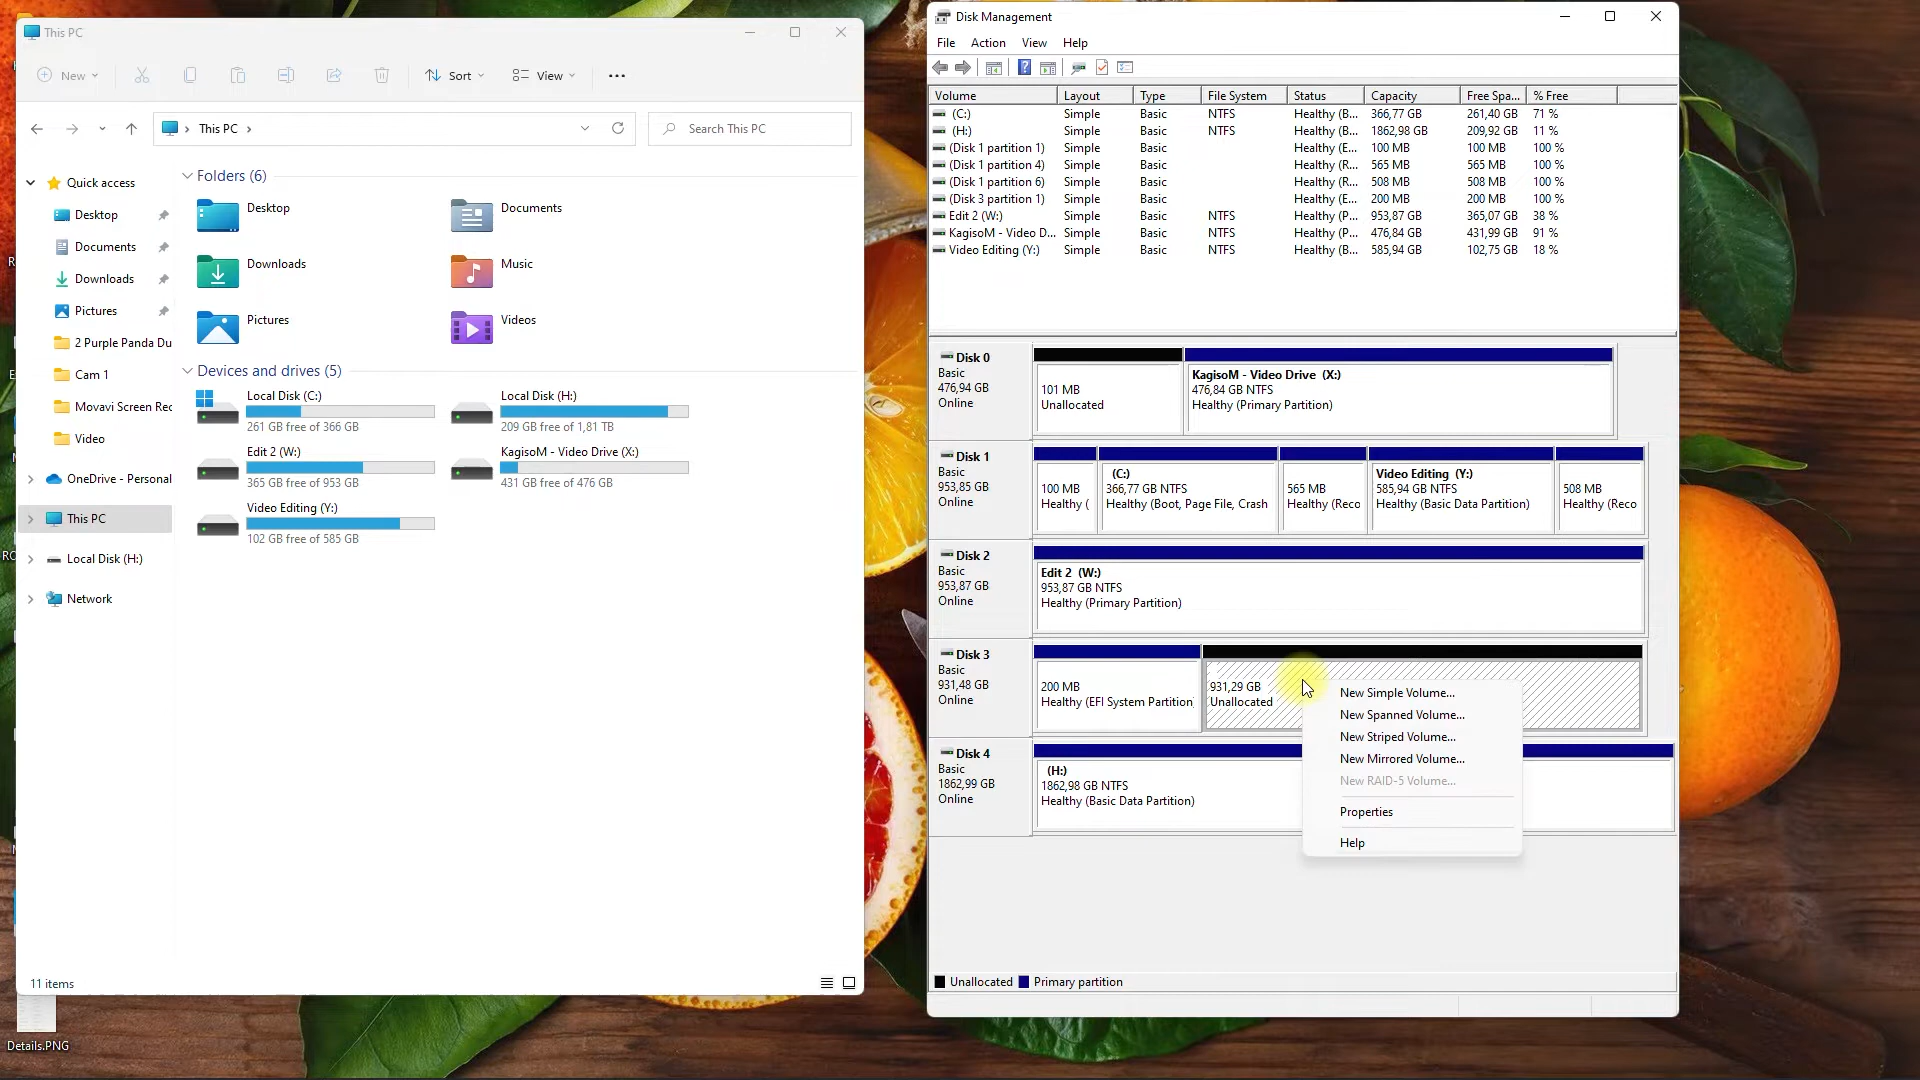 This PC
New
Sort
View
This PC
Search This PC
Quick access
Desktop
Documents
Downloads
Pictures
2 Purple Panda Du
Cam 1
Movavi Screen Rec
Video
OneDrive - Personal
This PC
Local Disk (H:)
Network
Folders (6)
Desktop
Documents
Downloads
Music
Pictures
Videos
Devices and drives (5)
Local Disk (C:)
261 GB free of 366 GB
Local Disk (H:)
209 GB free of 1,81 TB
Edit 2 (W:)
365 GB free of 953 GB
KagisoM - Video Drive (X:)
431 GB free of 476 GB
Video Editing (Y:)
102 GB free of 585 GB
11 items
Details.PNG
Disk Management
File Action View Help
Volume Layout Type File System Status Capacity Free Spa... % Free
(C:) Simple Basic NTFS Healthy (B... 366,77 GB 261,40 GB 71 %
(H:) Simple Basic NTFS Healthy (B... 1862,98 GB 209,92 GB 11 %
(Disk 1 partition 1) Simple Basic Healthy (E... 100 MB 100 MB 100 %
(Disk 1 partition 4) Simple Basic Healthy (R... 565 MB 565 MB 100 %
(Disk 1 partition 6) Simple Basic Healthy (R... 508 MB 508 MB 100 %
(Disk 3 partition 1) Simple Basic Healthy (E... 200 MB 200 MB 100 %
Edit 2 (W:) Simple Basic NTFS Healthy (P... 953,87 GB 365,07 GB 38 %
KagisoM - Video D... Simple Basic NTFS Healthy (P... 476,84 GB 431,99 GB 91 %
Video Editing (Y:) Simple Basic NTFS Healthy (B... 585,94 GB 102,75 GB 18 %
Disk 0
Basic
476,94 GB
Online
101 MB
Unallocated
KagisoM - Video Drive (X:)
476,84 GB NTFS
Healthy (Primary Partition)
Disk 1
Basic
953,85 GB
Online
100 MB
Healthy (
(C:)
366,77 GB NTFS
Healthy (Boot, Page File, Crash
565 MB
Healthy (Reco
Video Editing (Y:)
585,94 GB NTFS
Healthy (Basic Data Partition)
508 MB
Healthy (Reco
Disk 2
Basic
953,87 GB
Online
Edit 2 (W:)
953,87 GB NTFS
Healthy (Primary Partition)
Disk 3
Basic
931,48 GB
Online
200 MB
Healthy (EFI System Partition)
931,29 GB
Unallocated
New Simple Volume...
New Spanned Volume...
New Striped Volume...
New Mirrored Volume...
New RAID-5 Volume...
Properties
Help
Disk 4
Basic
1862,99 GB
Online
(H:)
1862,98 GB NTFS
Healthy (Basic Data Partition)
Unallocated Primary partition